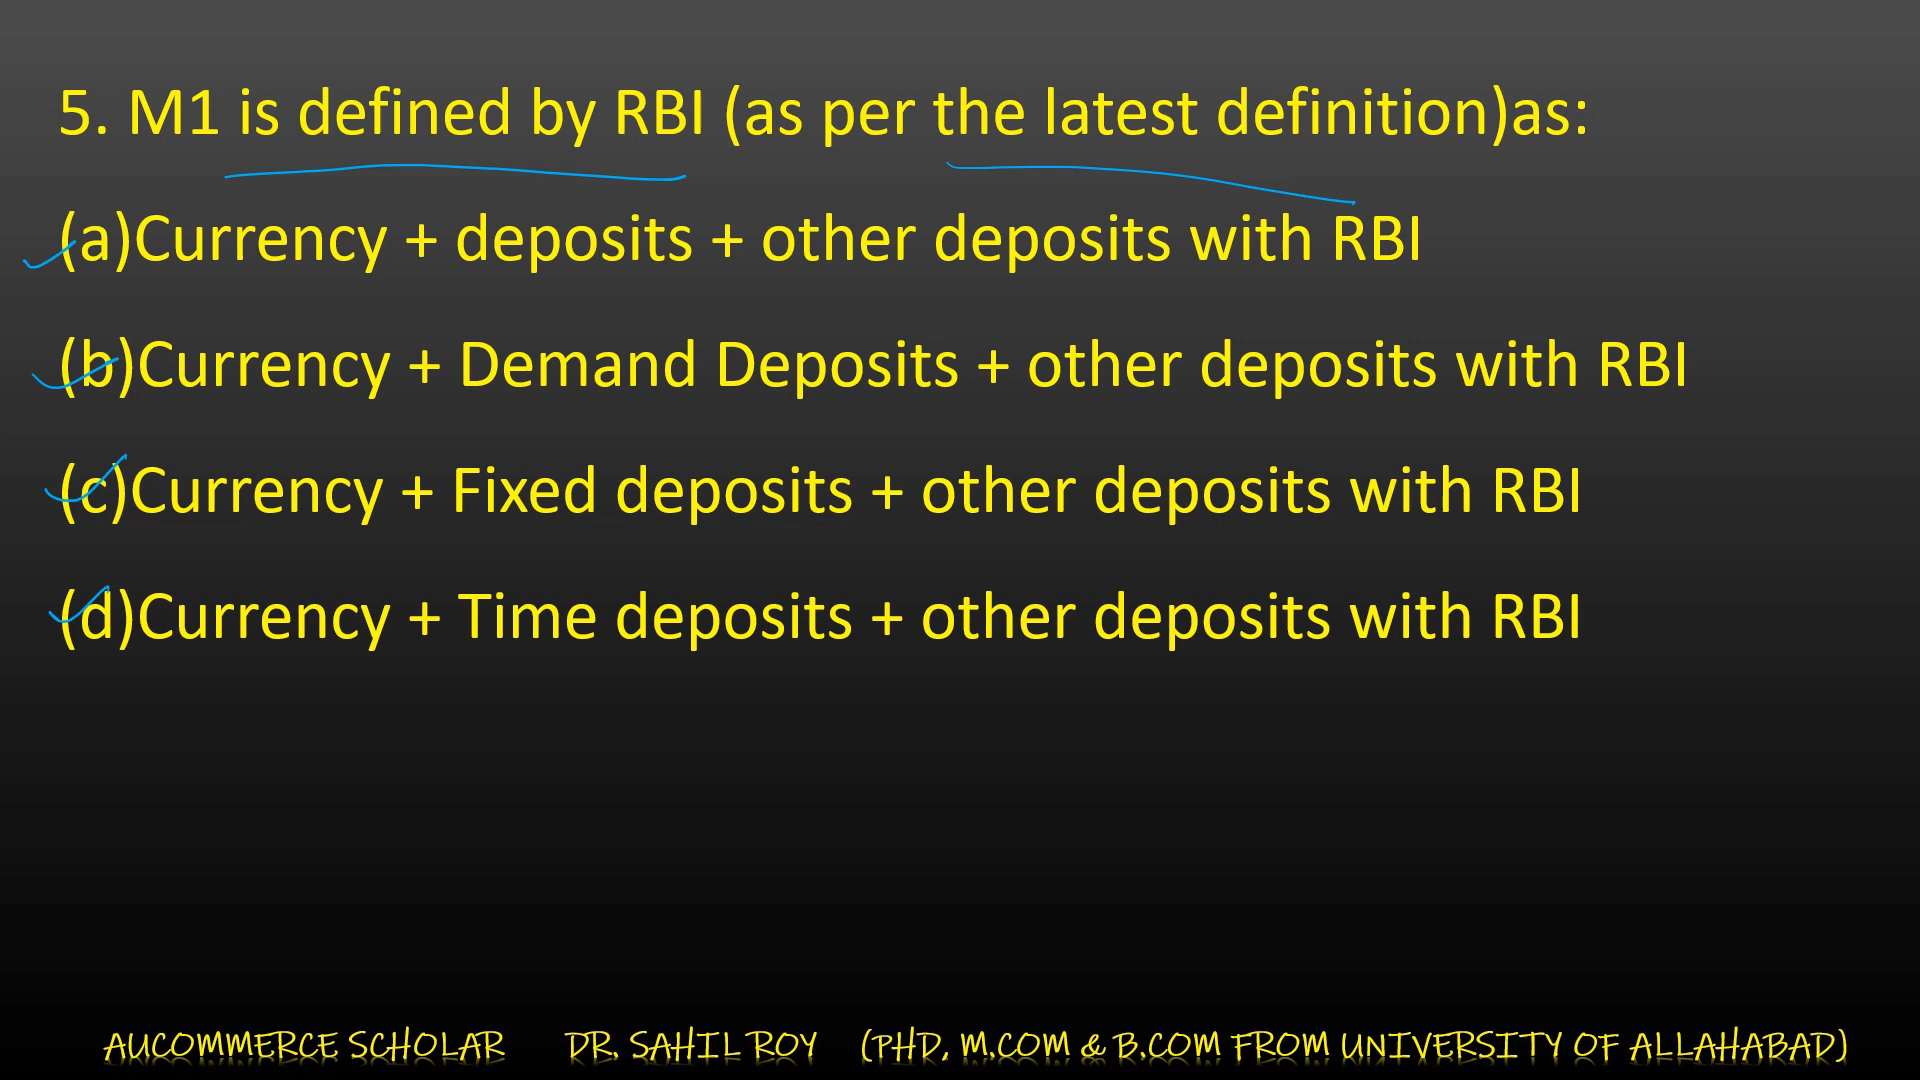 5. M1 is defined by RBI (as per the latest definition)as:
(a)Currency + deposits + other deposits with RBI
(b)Currency + Demand Deposits + other deposits with RBI
(c)Currency + Fixed deposits + other deposits with RBI
(d)Currency + Time deposits + other deposits with RBI
AUCOMMERCE SCHOLAR DR. SAHIL ROY (PHD, M.COM & B.COM FROM UNIVERSITY OF ALLAHABAD)